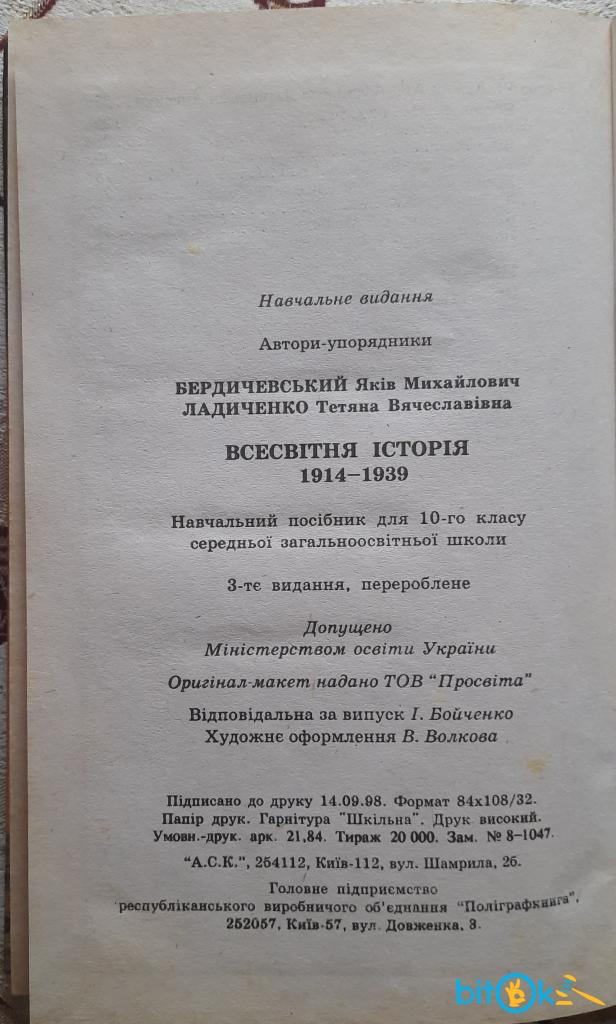 Навчальне видання
Автори-упорядники
БЕРДИЧЕВСЬКИЙ Яків Михайлович
ЛАДИЧЕНКО Тетяна Вячеславівна
ВСЕСВІТНЯ ІСТОРІЯ
1914–1939
Навчальний посібник для 10-го класу
середньої загальноосвітньої школи
3-тє видання, перероблене
Допущено
Міністерством освіти України
Оригінал-макет надано ТОВ "Просвіта"
Відповідальна за випуск І. Бойченко
Художнє оформлення В. Волкова
Підписано до друку 14.09.98. Формат 84х108/32.
Папір друк. Гарнітура "Шкільна". Друк високий.
Умовн.-друк. арк. 21,84. Тираж 20 000. Зам. № 8-1047.
"А.С.К.", 254112, Київ-112, вул. Шамрила, 2б.
Головне підприємство
республіканського виробничого об'єднання "Поліграфкнига",
252057, Київ-57, вул. Довженка, 3.
bitOk